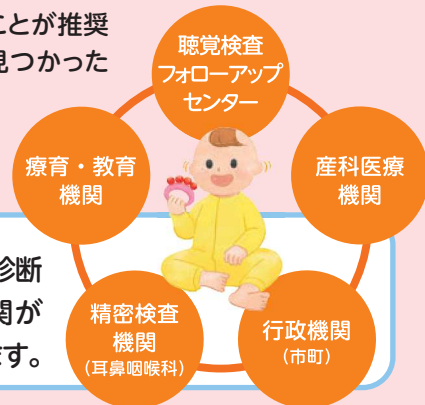 ことが推奨
見つかった
聴覚検査
フォローアップ
センター
療育・教育
機関
産科医療
機関
診断
関が
ます。
精密検査
機関
(耳鼻咽喉科)
行政機関
(市町)